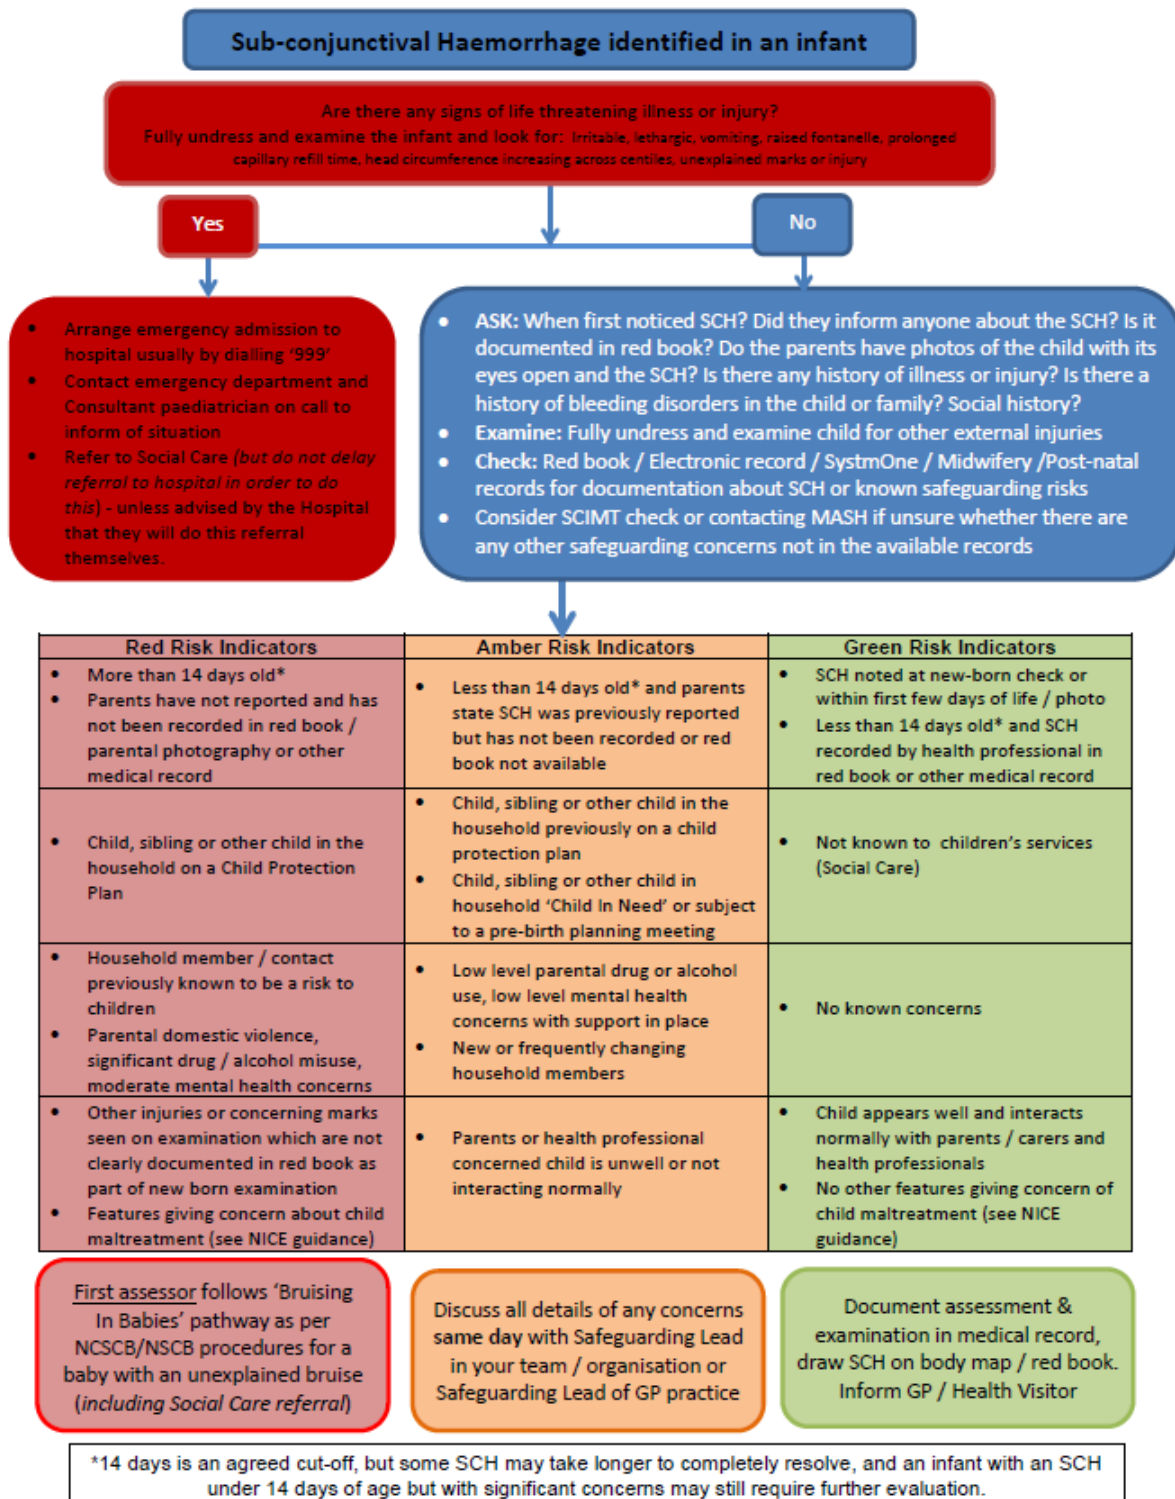 Sub-conjunctival Haemorrhage identified in an infant
Are there any signs of life threatening illness or injury?
Fully undress and examine the infant and look for: Irritable, lethargic, vomiting, raised fontanelle, prolonged
capillary refill time, head circumference increasing across centiles, unexplained marks or injury
Yes
No
• Arrange emergency admission to
hospital usually by dialling '999'
• Contact emergency department and
Consultant paediatrician on call to
inform of situation
• Refer to Social Care (but do not delay
referral to hospital in order to do
this) - unless advised by the Hospital
that they will do this referral
themselves.
• ASK: When first noticed SCH? Did they inform anyone about the SCH? Is it
documented in red book? Do the parents have photos of the child with its
eyes open and the SCH? Is there any history of illness or injury? Is there a
history of bleeding disorders in the child or family? Social history?
• Examine: Fully undress and examine child for other external injuries
• Check: Red book / Electronic record / SystmOne / Midwifery /Post-natal
records for documentation about SCH or known safeguarding risks
• Consider SCIMT check or contacting MASH if unsure whether there are
any other safeguarding concerns not in the available records
Red Risk Indicators
Amber Risk Indicators
Green Risk Indicators
• More than 14 days old*
• Parents have not reported and has
not been recorded in red book /
parental photography or other
medical record
• Less than 14 days old* and parents
state SCH was previously reported
but has not been recorded or red
book not available
• SCH noted at new-born check or
within first few days of life / photo
• Less than 14 days old* and SCH
recorded by health professional in
red book or other medical record
• Child, sibling or other child in the
household on a Child Protection
Plan
• Child, sibling or other child in the
household previously on a child
protection plan
• Child, sibling or other child in
household 'Child In Need' or subject
to a pre-birth planning meeting
• Not known to children's services
(Social Care)
• Household member / contact
previously known to be a risk to
children
• Parental domestic violence,
significant drug / alcohol misuse,
moderate mental health concerns
• Low level parental drug or alcohol
use, low level mental health
concerns with support in place
• New or frequently changing
household members
• No known concerns
• Other injuries or concerning marks
seen on examination which are not
clearly documented in red book as
part of new born examination
• Features giving concern about child
maltreatment (see NICE guidance)
• Parents or health professional
concerned child is unwell or not
interacting normally
• Child appears well and interacts
normally with parents / carers and
health professionals
• No other features giving concern of
child maltreatment (see NICE
guidance)
First assessor follows 'Bruising
In Babies' pathway as per
NCSCB/NSCB procedures for a
baby with an unexplained bruise
(including Social Care referral)
Discuss all details of any concerns
same day with Safeguarding Lead
in your team / organisation or
Safeguarding Lead of GP practice
Document assessment &
examination in medical record,
draw SCH on body map / red book.
Inform GP / Health Visitor
*14 days is an agreed cut-off, but some SCH may take longer to completely resolve, and an infant with an SCH
under 14 days of age but with significant concerns may still require further evaluation.